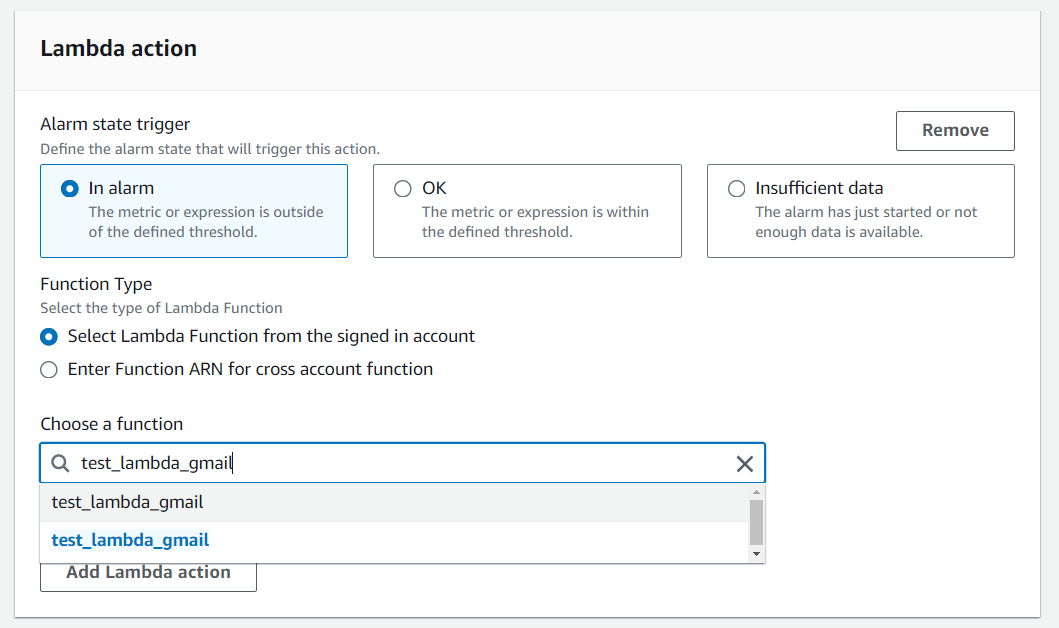 Lambda action
Alarm state trigger
Remove
Define the alarm state that will trigger this action.
In alarm
The metric or expression is outside
of the defined threshold.
OK
The metric or expression is within
the defined threshold.
Insufficient data
The alarm has just started or not
enough data is available.
Function Type
Select the type of Lambda Function
Select Lambda Function from the signed in account
Enter Function ARN for cross account function
Choose a function
test_lambda_gmail
test_lambda_gmail
test_lambda_gmail
Add Lambda action